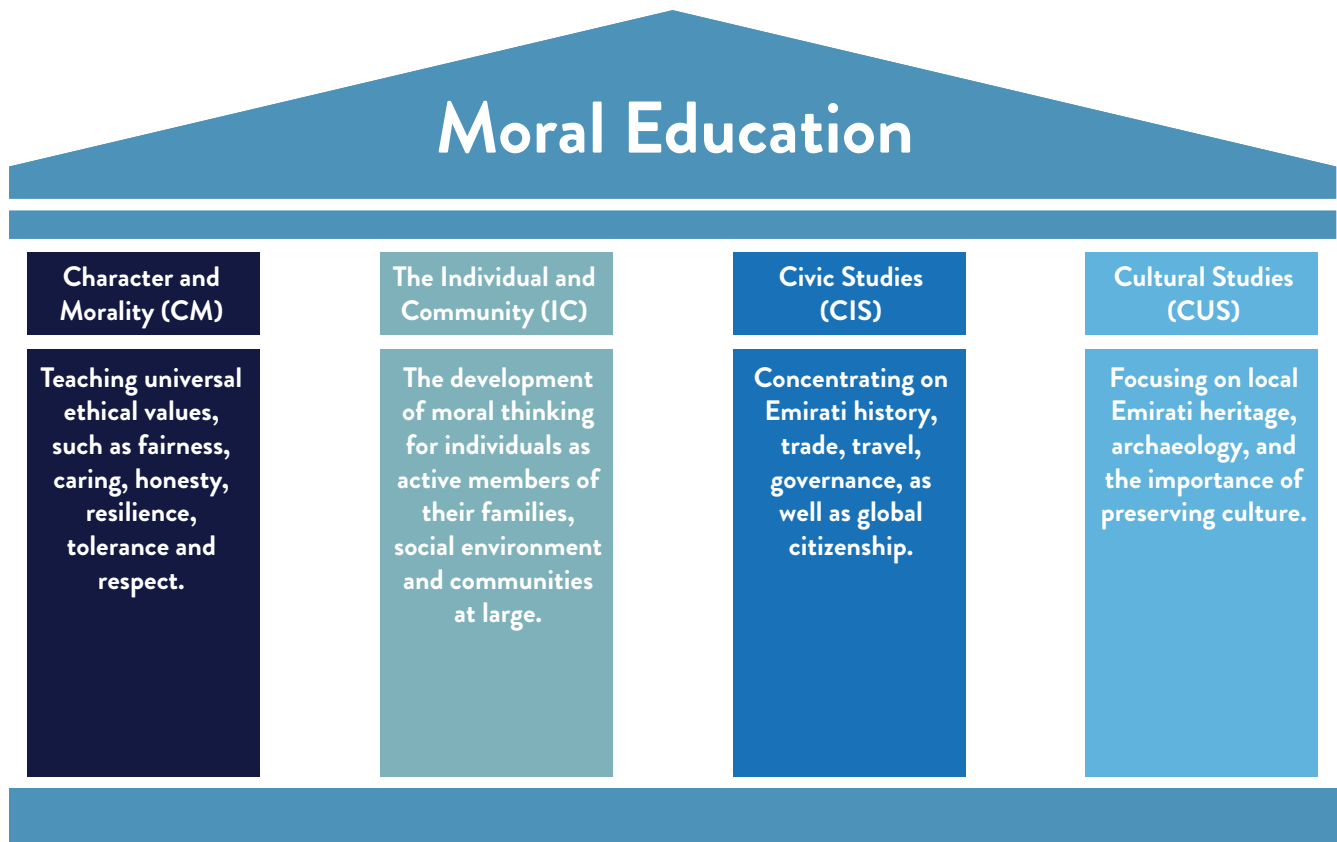 Moral Education
Character and
Morality (CM)
Teaching universal
ethical values,
such as fairness,
caring, honesty,
resilience,
tolerance and
respect.
The Individual and
Community (IC)
The development
of moral thinking
for individuals as
active members of
their families,
social environment
and communities
at large.
Civic Studies
(CIS)
Concentrating on
Emirati history,
trade, travel,
governance, as
well as global
citizenship.
Cultural Studies
(CUS)
Focusing on local
Emirati heritage,
archaeology, and
the importance of
preserving culture.